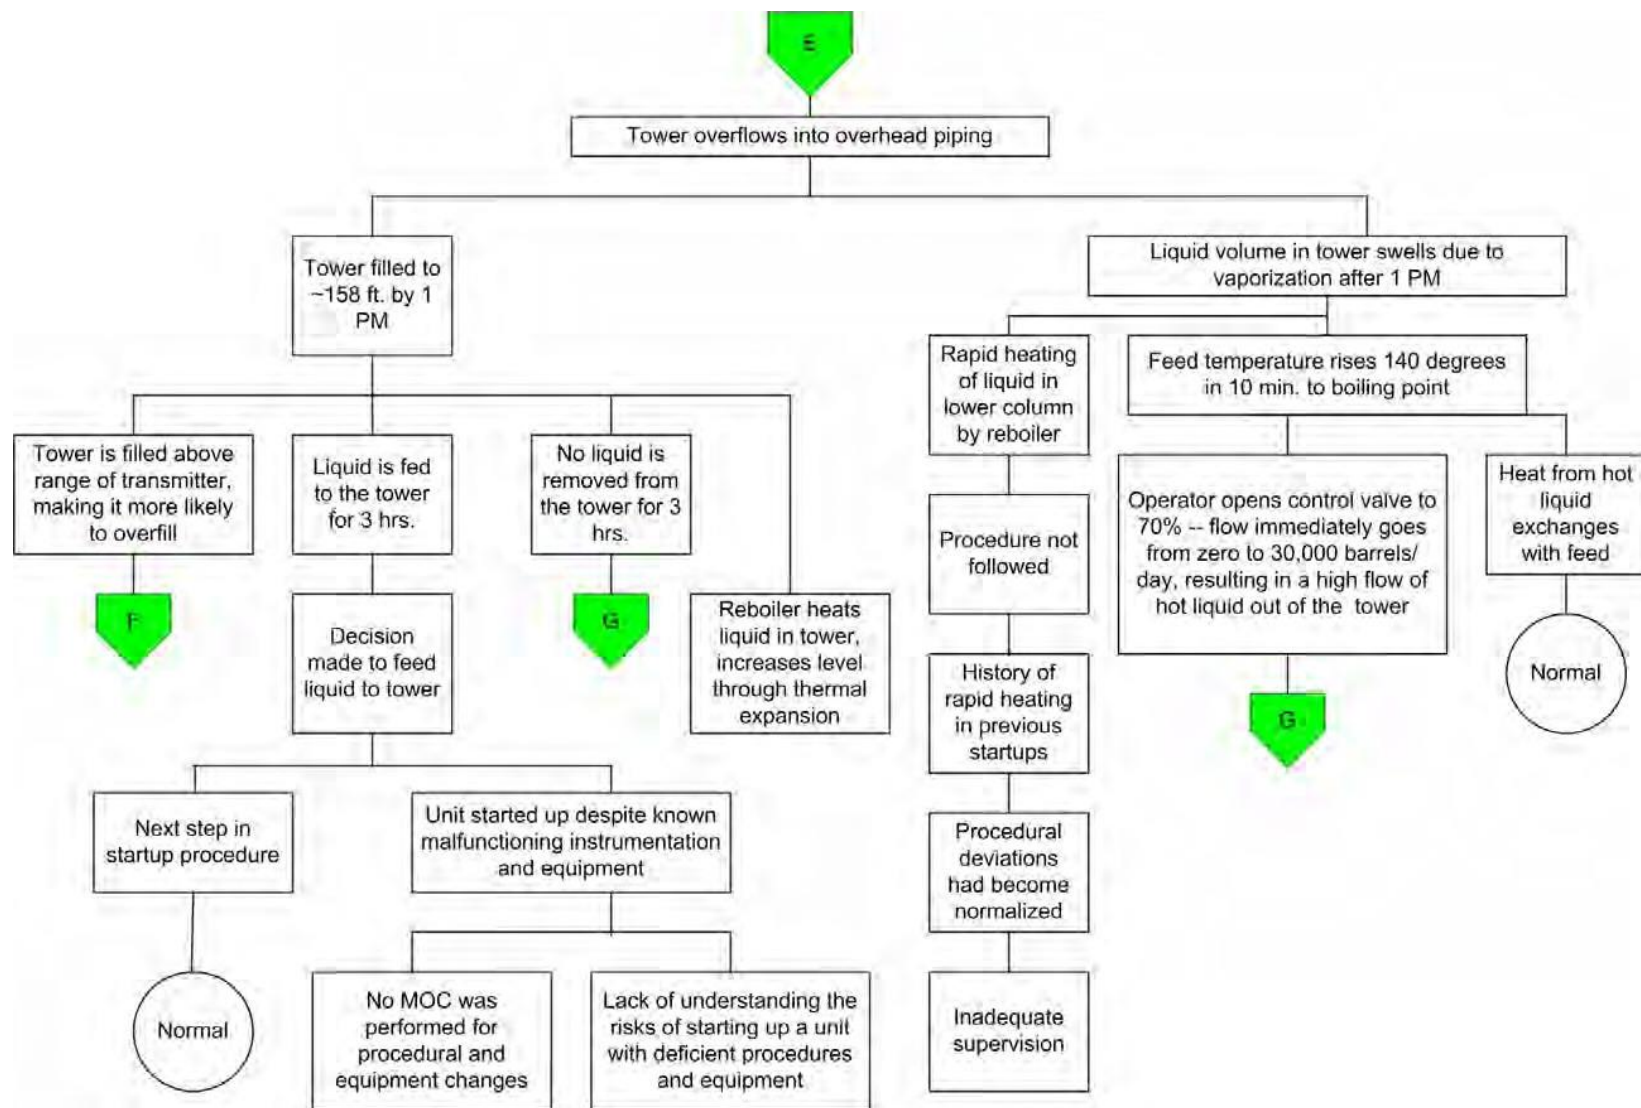 E
Tower overflows into overhead piping
Tower filled to
~158 ft. by 1
PM
Liquid volume in tower swells due to
vaporization after 1 PM
Rapid heating
of liquid in
lower column
by reboiler
Feed temperature rises 140 degrees
in 10 min. to boiling point
Tower is filled above
range of transmitter,
making it more likely
to overfill
Liquid is fed
to the tower
for 3 hrs.
No liquid is
removed from
the tower for 3
hrs.
Operator opens control valve to
70% -- flow immediately goes
from zero to 30,000 barrels/
day, resulting in a high flow of
hot liquid out of the tower
Heat from hot
liquid
exchanges
with feed
Procedure not
followed
F
Decision
made to feed
liquid to tower
G
Reboiler heats
liquid in tower,
increases level
through thermal
expansion
History of
rapid heating
in previous
startups
G
Normal
Next step in
startup procedure
Unit started up despite known
malfunctioning instrumentation
and equipment
Procedural
deviations
had become
normalized
Normal
No MOC was
performed for
procedural and
equipment changes
Lack of understanding the
risks of starting up a unit
with deficient procedures
and equipment
Inadequate
supervision